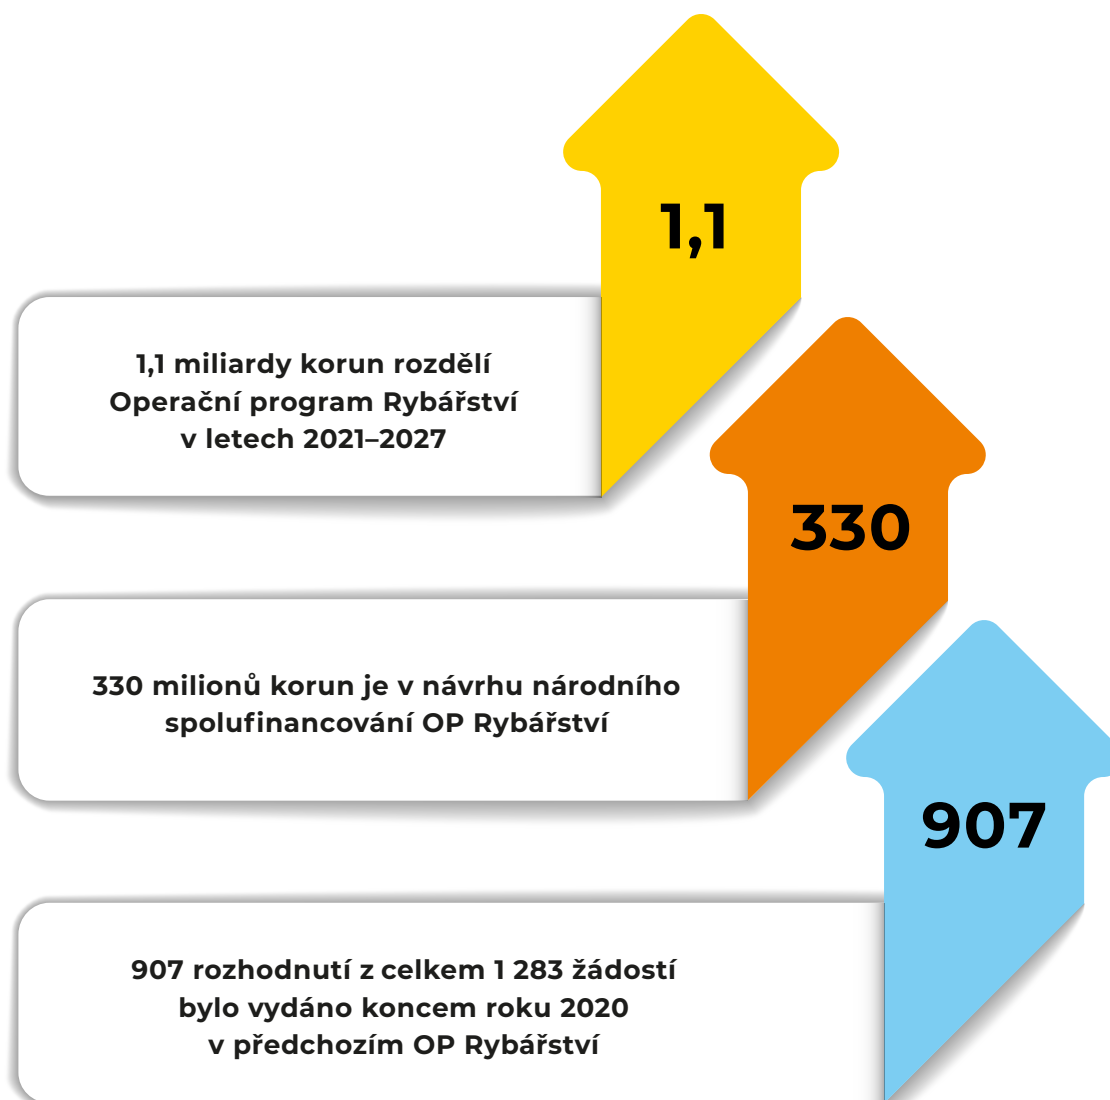 1,1
1,1 miliardy korun rozdělí
Operační program Rybářství
v letech 2021–2027
330
330 milionů korun je v návrhu národního
spolufinancování OP Rybářství
907
907 rozhodnutí z celkem 1 283 žádostí
bylo vydáno koncem roku 2020
v předchozím OP Rybářství